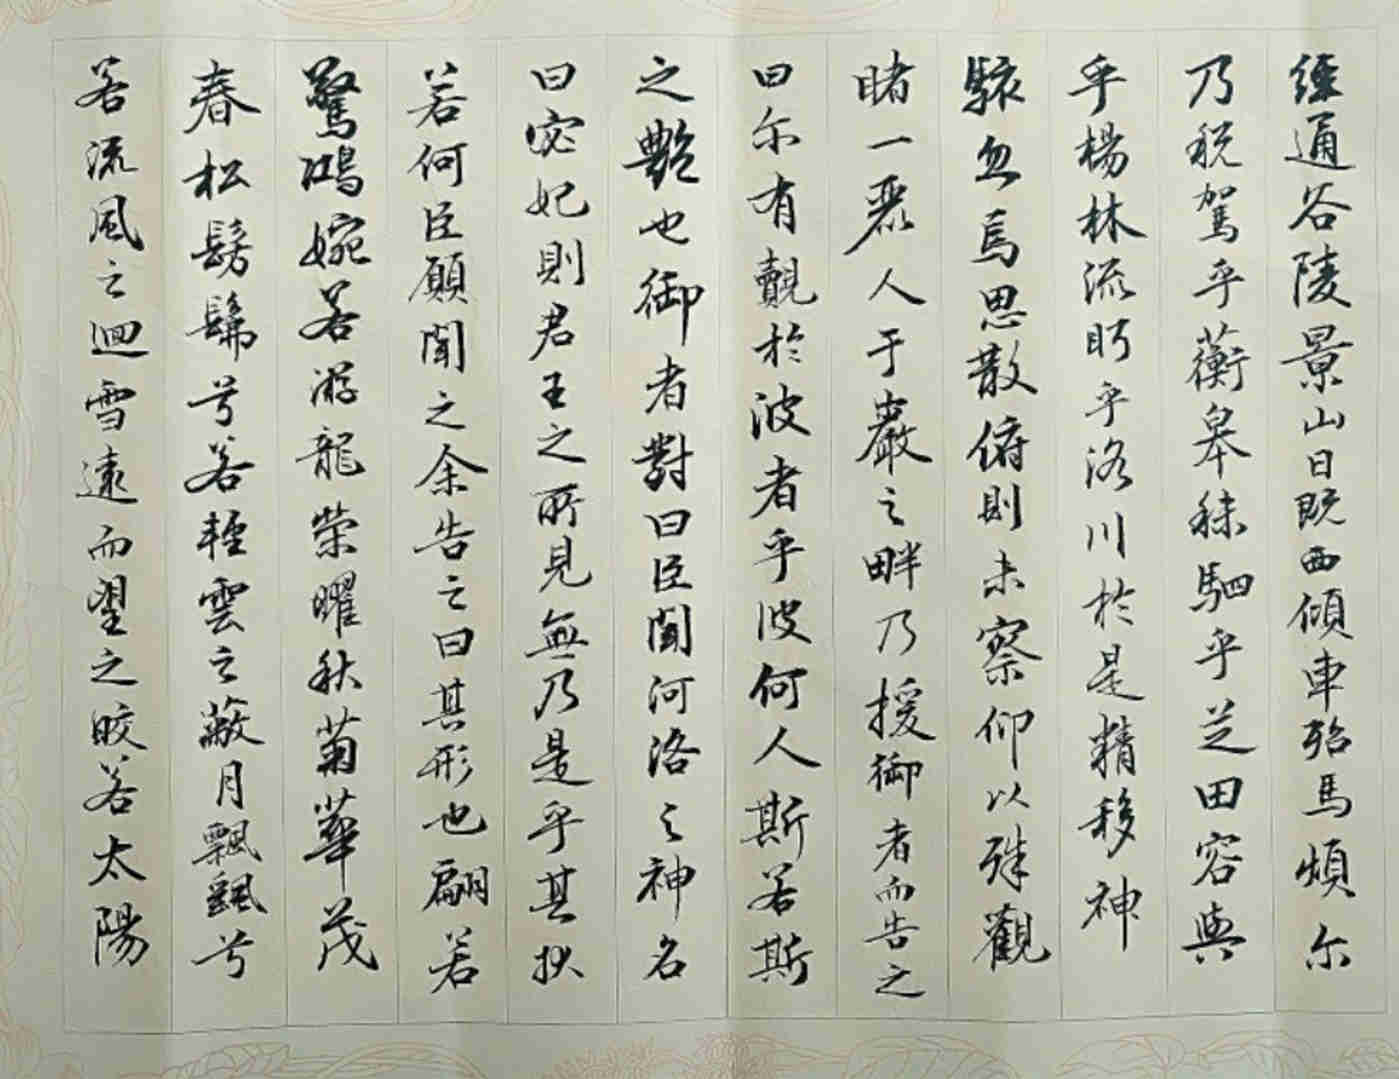 經通谷陵景山日既西傾車殆馬煩尓
乃稅駕乎蘅皋秣駟乎芝田容與
乎楊林流眄乎洛川於是精移神
駭忽焉思散俯則未察仰以殊觀
睹一麗人于巖之畔乃援御者而告之
曰尓有覿於彼者乎彼何人斯若斯
之艶也御者對曰臣聞河洛之神名
曰宓妃則君王之所見無乃是乎其狀
若何臣願聞之余告之曰其形也翩若
驚鴻婉若游龍榮曜秋菊華茂
春松髣髴兮若輕雲之蔽月飄飖兮
若流風之迴雪遠而望之皎若太陽